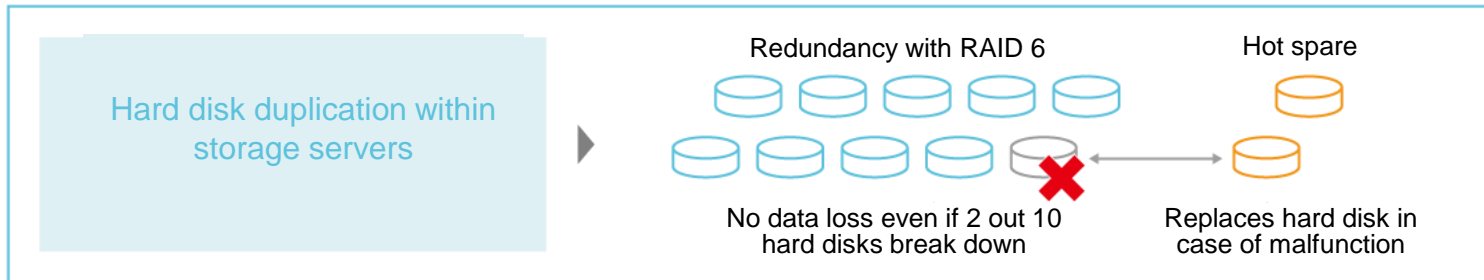 Hard disk duplication within
storage servers
Redundancy with RAID 6
Hot spare
No data loss even if 2 out 10
hard disks break down
Replaces hard disk in
case of malfunction